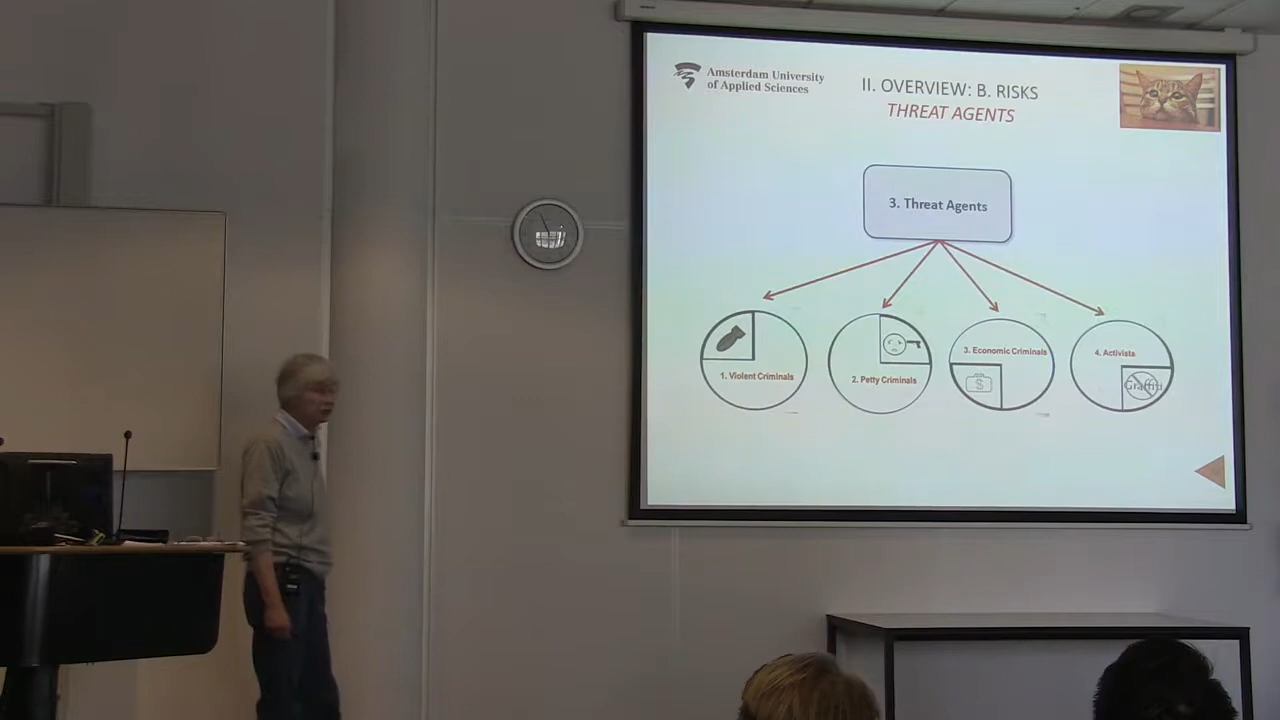 Amsterdam University
of Applied Sciences
II. OVERVIEW: B. RISKS
THREAT AGENTS
3. Threat Agents
1. Violent Criminals
2. Petty Criminals
3. Economic Criminals
$
4. Activists
Graffiti